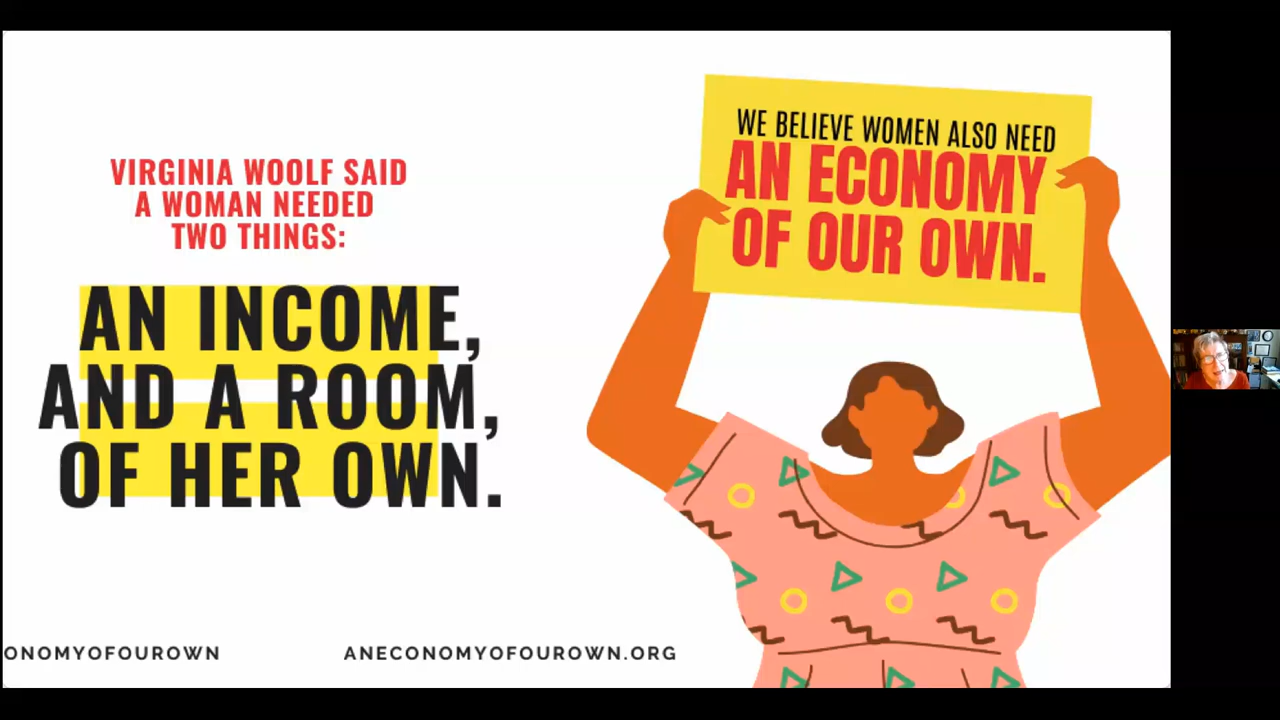 VIRGINIA WOOLF SAID
A WOMAN NEEDED
TWO THINGS:
AN INCOME,
AND A ROOM,
OF HER OWN.
WE BELIEVE WOMEN ALSO NEED
AN ECONOMY
OF OUR OWN.
ONOMYOFOUROWN
ANECONOMYOFOUROWN.ORG